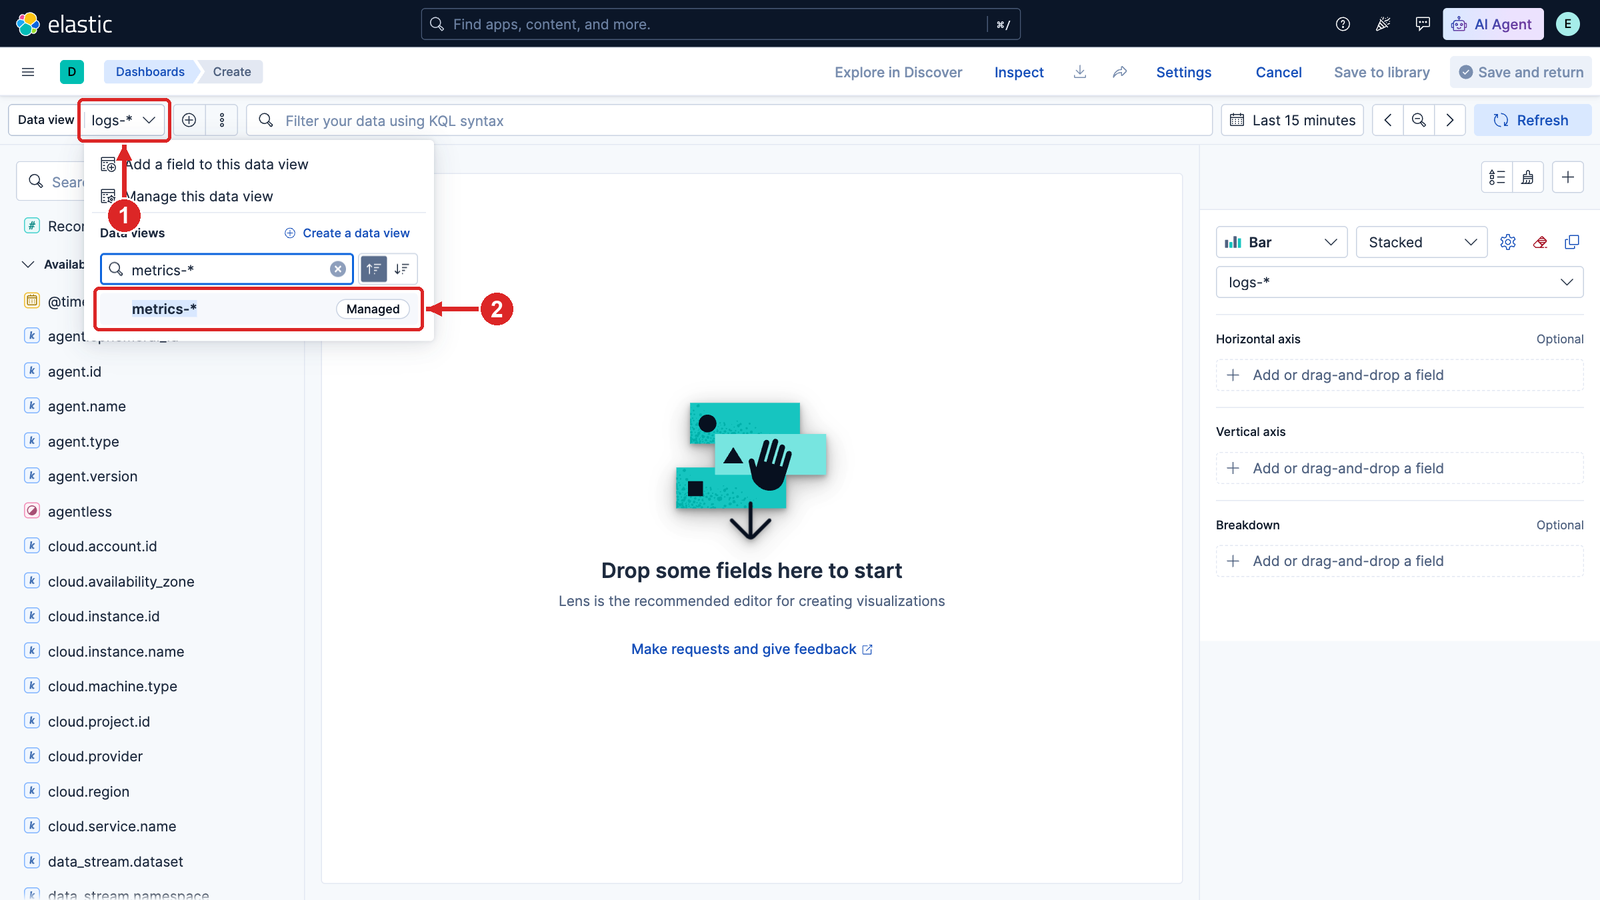 elastic
Find apps, content, and more.
⌘/
AI Agent
E
D
Dashboards
Create
Explore in Discover
Inspect
Settings
Cancel
Save to library
Save and return
Data view
logs-*
Filter your data using KQL syntax
Last 15 minutes
Refresh
Add a field to this data view
Manage this data view
1
Data views
Create a data view
metrics-*
metrics-*
Managed
2
@time
agent.id
agent.name
agent.type
agent.version
agentless
cloud.account.id
cloud.availability_zone
cloud.instance.id
cloud.instance.name
cloud.machine.type
cloud.project.id
cloud.provider
cloud.region
cloud.service.name
data_stream.dataset
data_stream.namespace
Drop some fields here to start
Lens is the recommended editor for creating visualizations
Make requests and give feedback
Bar
Stacked
logs-*
Horizontal axis
Optional
Add or drag-and-drop a field
Vertical axis
Add or drag-and-drop a field
Breakdown
Optional
Add or drag-and-drop a field